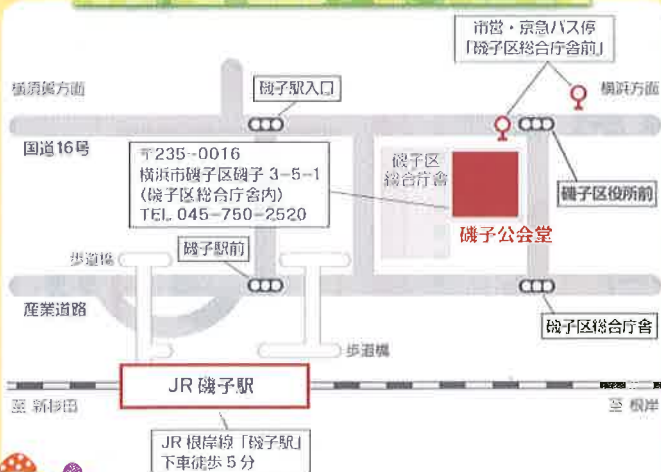 市営・京急バス停
「磯子区総合庁舎前」
横須賀方面
磯子駅入口
横浜方面
国道16号
〒235-0016
横浜市磯子区磯子 3-5-1
(磯子区総合庁舎内)
TEL 045-750-2520
磯子区
総合庁舎
磯子区役所前
磯子公会堂
歩道橋
磯子駅前
産業道路
磯子区総合庁舎
歩道橋
JR 磯子駅
至 新杉田
至 根岸
JR 根岸線「磯子駅」
下車徒歩 5 分